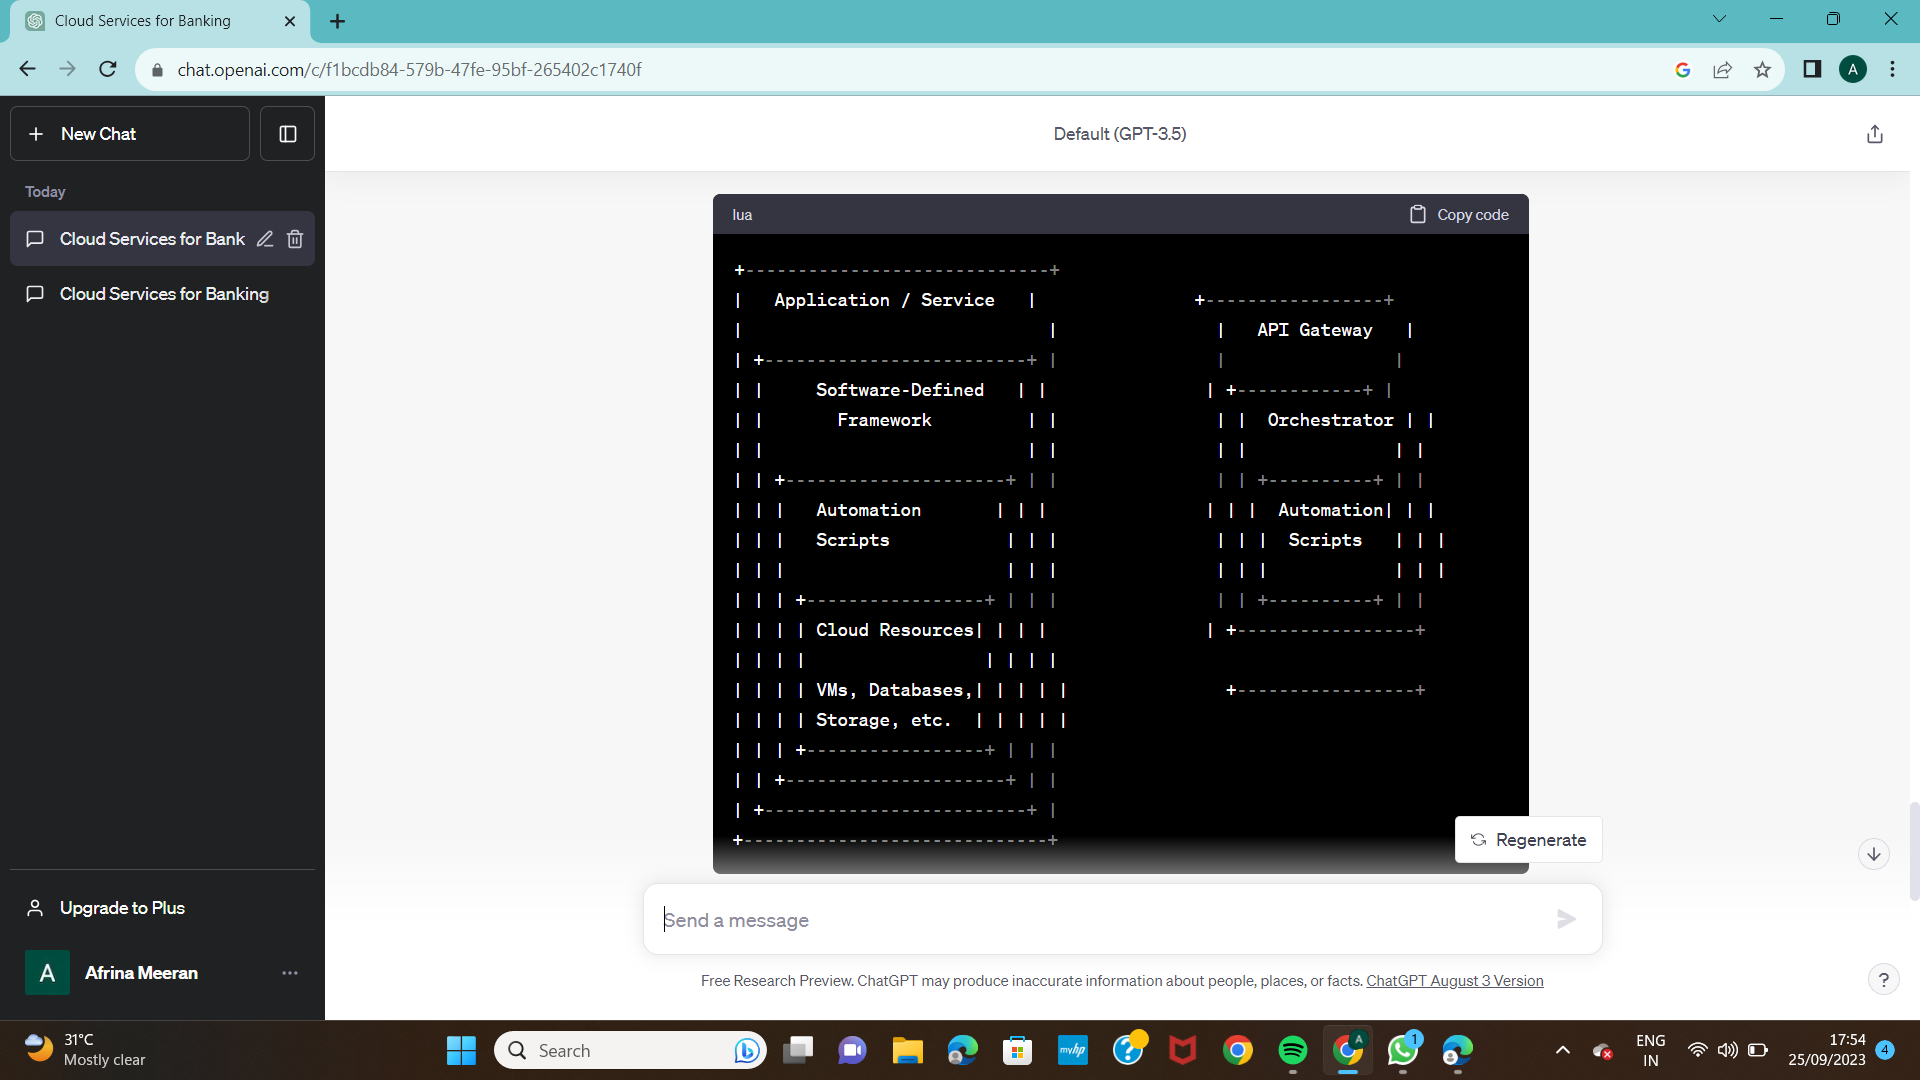 Cloud Services for Banking
chat.openai.com/c/f1bcdb84-579b-47fe-95bf-265402c1740f
A
New Chat
Default (GPT-3.5)
Today
Cloud Services for Bank
Cloud Services for Banking
lua
Copy code
+-----------------------------+
|   Application / Service   |               +-----------------+
|                              |                |   API Gateway   |
| +-------------------------+ |                |                 |
| |     Software-Defined   | |                | +------------+ |
| |       Framework         | |                | |  Orchestrator | |
| |                          | |                | |               | |
| | +---------------------+ | |                | | +----------+ | |
| | |   Automation       | | |                | | |  Automation| | |
| | |   Scripts           | | |                | | |  Scripts   | | |
| | |                      | | |                | | |             | | |
| | | +-----------------+ | | |                | | +----------+ | |
| | | | Cloud Resources| | | |                | +-----------------+
| | | |                  | | | |
| | | | VMs, Databases,| | | | |                +-----------------+
| | | | Storage, etc.  | | | | |
| | | +-----------------+ | | |
| | +---------------------+ | |
| +-------------------------+ |
+-----------------------------+
Regenerate
Send a message
Free Research Preview. ChatGPT may produce inaccurate information about people, places, or facts. ChatGPT August 3 Version
?
Upgrade to Plus
A
Afrina Meeran
31°C
Mostly clear
Search
myhp
A
1
ENG
IN
17:54
25/09/2023
4